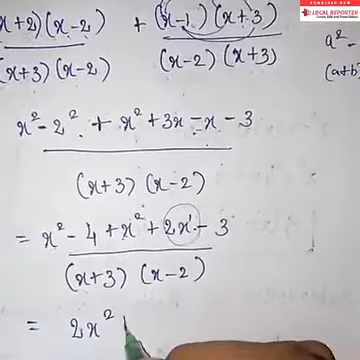 x+2)(x-2) / (x+3)(x-2) + (x-1)(x+3) / (x-2)(x+3)
x² - 2² + x² + 3x - x - 3 / (x+3)(x-2)
= x² - 4 + x² + 2x - 3 / (x+3)(x-2)
= 2x²
a² -
(a+b)
LOCAL REPORTER